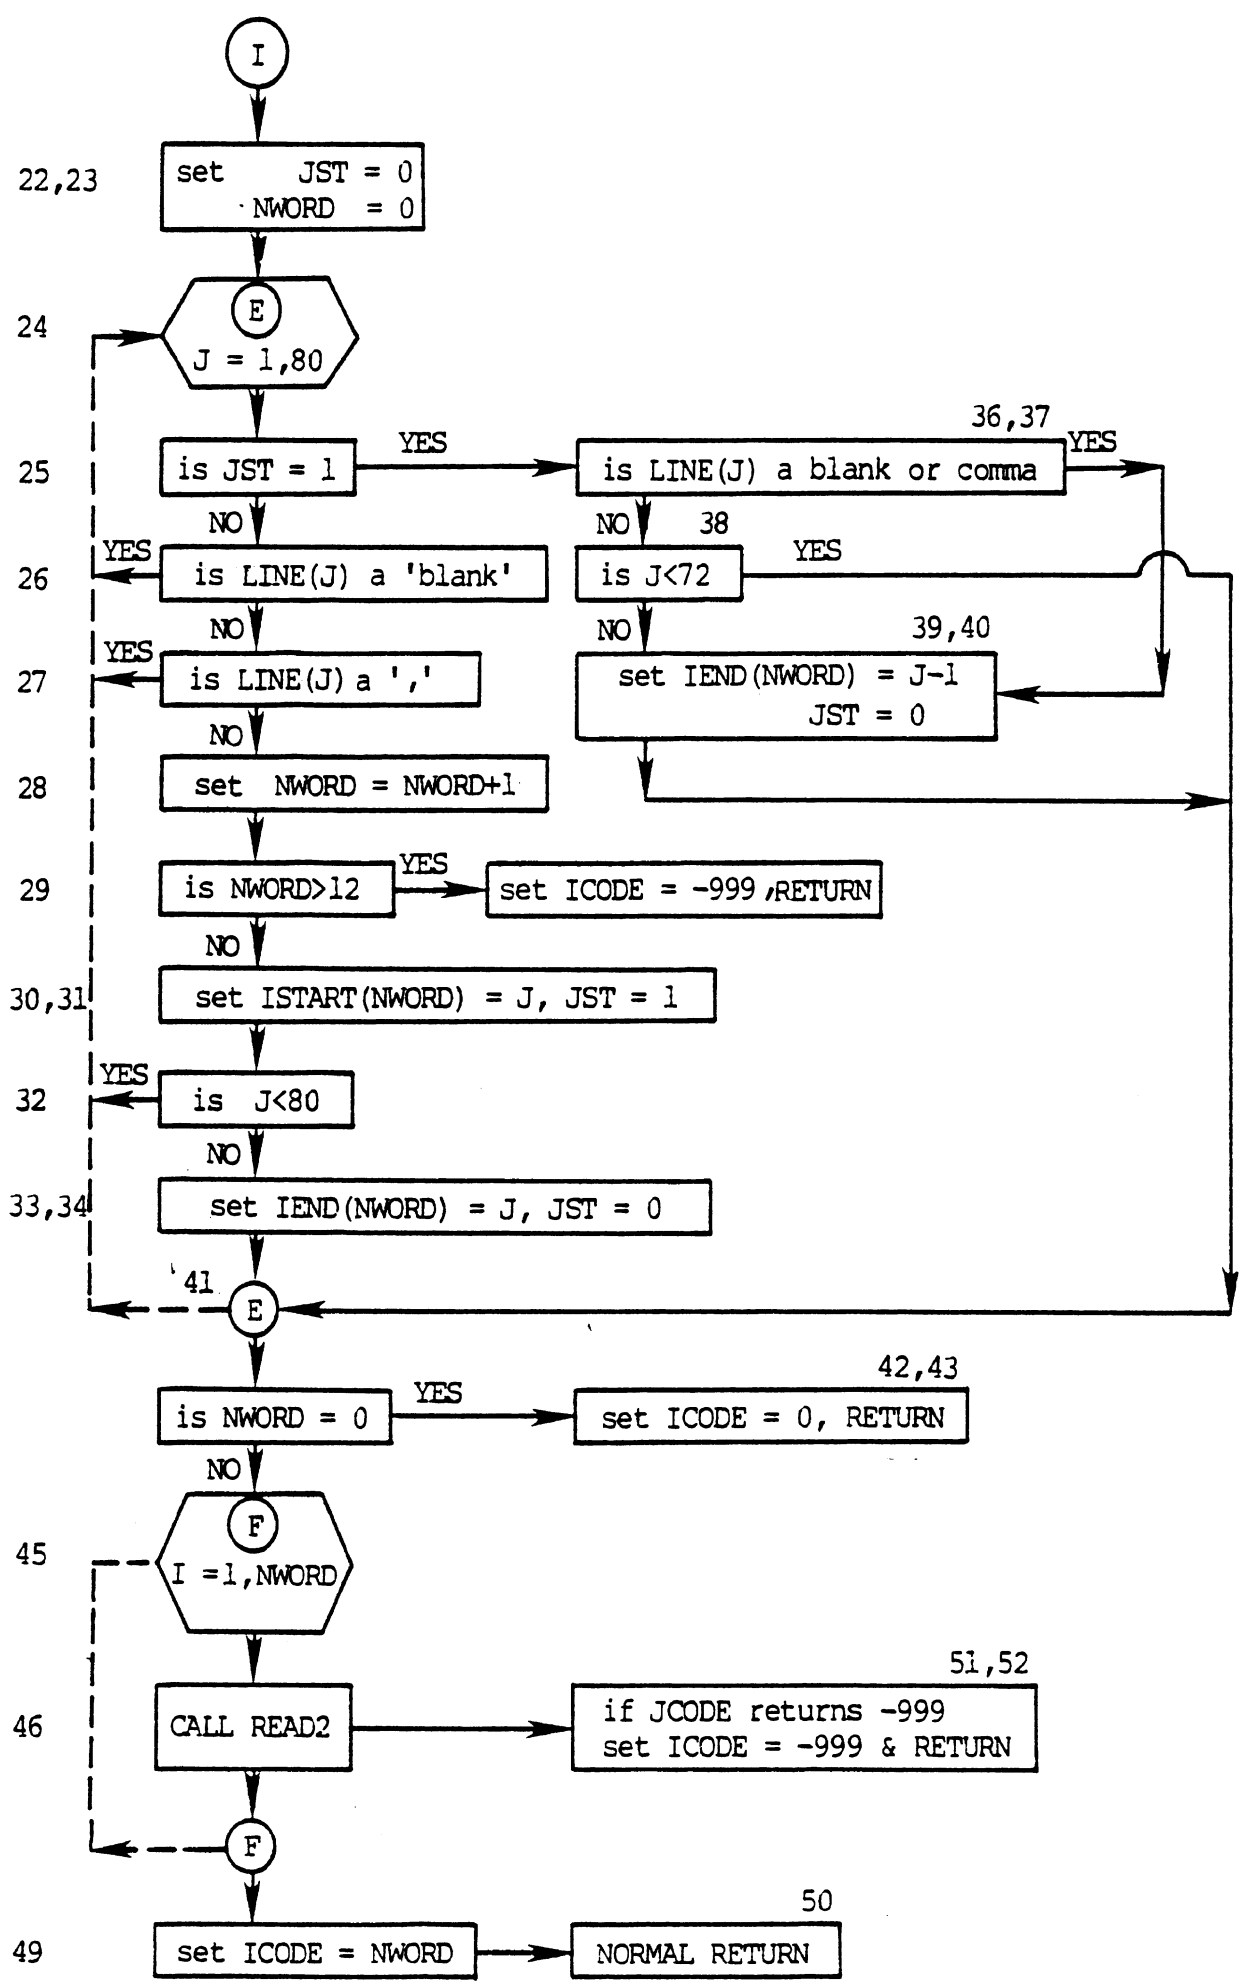 I
22,23
set JST = 0
NWORD = 0
E
24
J = 1,80
36,37
YES
YES
25
is JST = 1
is LINE(J) a blank or comma
NO
NO
38
YES
YES
26
is LINE(J) a 'blank'
is J<72
NO
NO
39,40
YES
27
is LINE(J) a ','
set IEND(NWORD) = J-1
JST = 0
NO
28
set NWORD = NWORD+1
YES
29
is NWORD>12
set ICODE = -999,RETURN
NO
30,31
set ISTART(NWORD) = J, JST = 1
YES
32
is J<80
NO
33,34
set IEND(NWORD) = J, JST = 0
41
E
42,43
YES
is NWORD = 0
set ICODE = 0, RETURN
NO
F
45
I =1,NWORD
51,52
46
CALL READ2
if JCODE returns -999
set ICODE = -999 & RETURN
F
50
49
set ICODE = NWORD
NORMAL RETURN